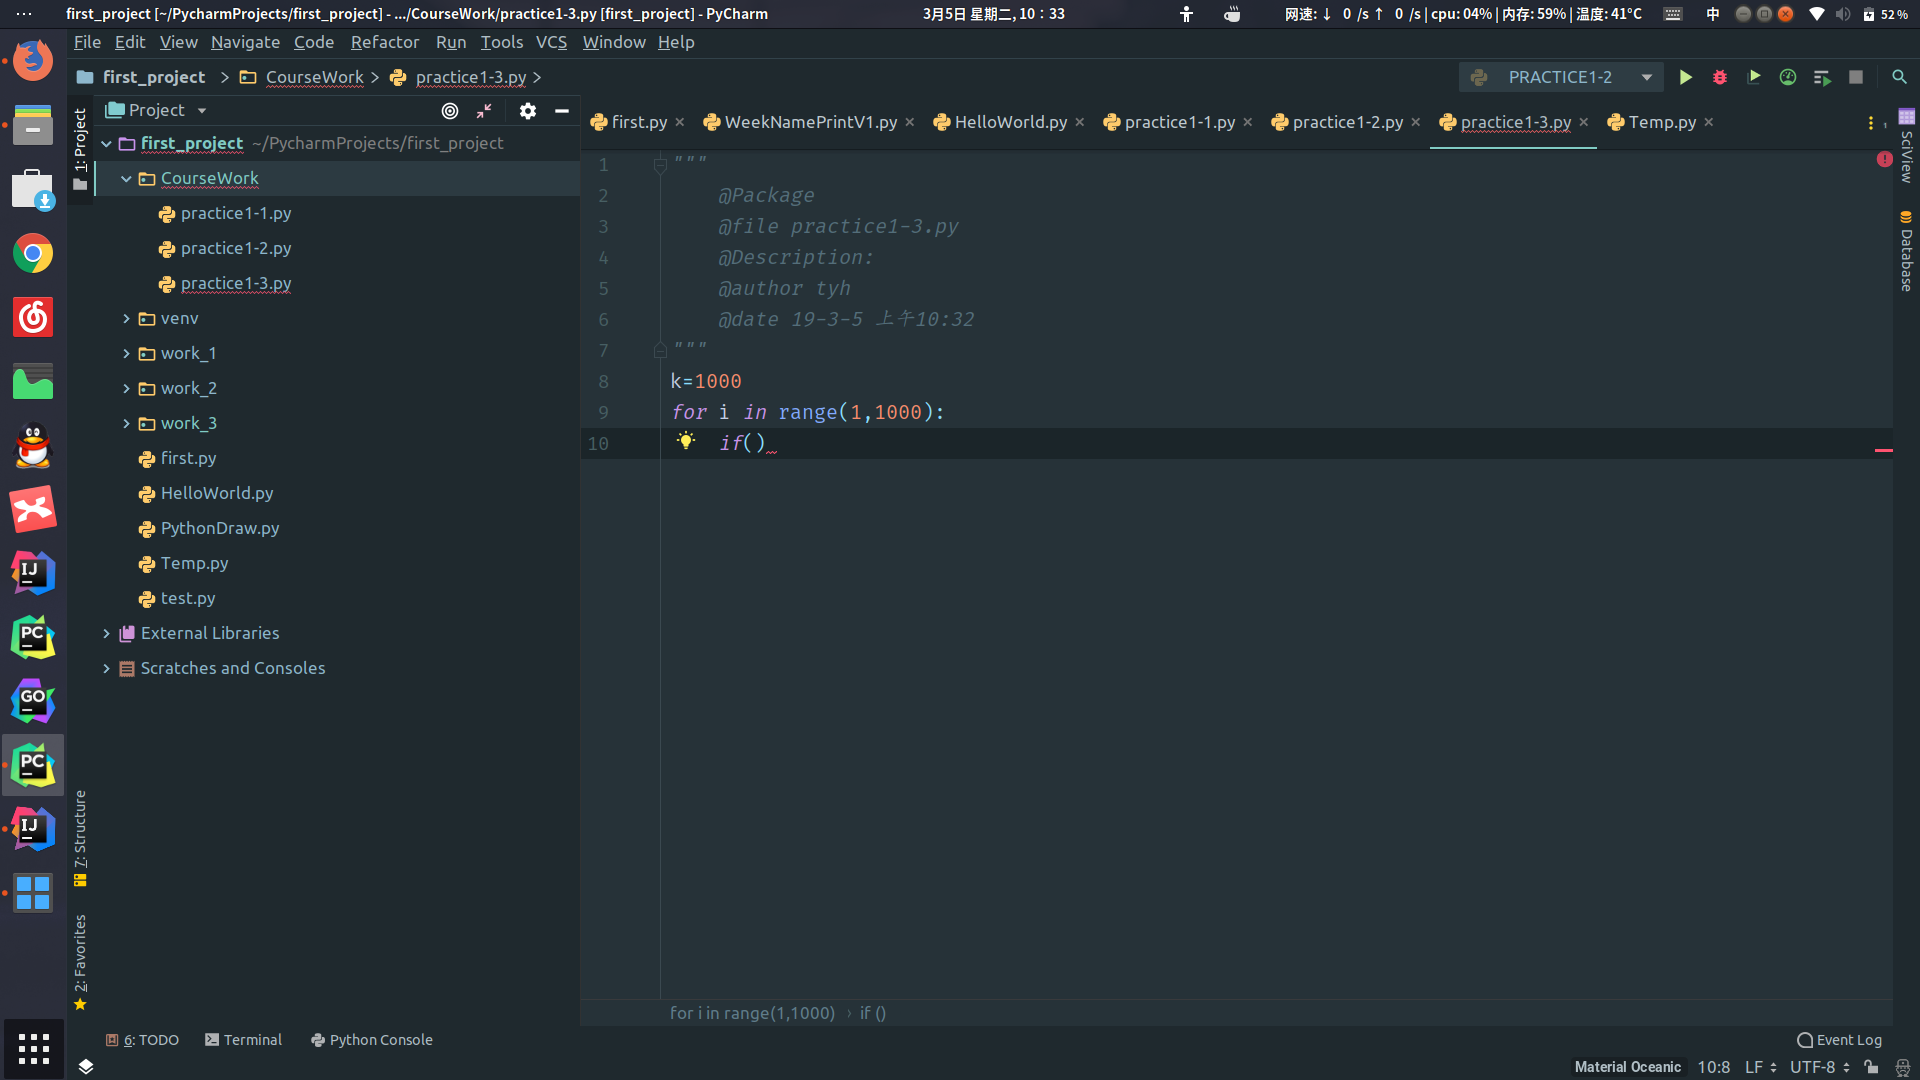 first_project [~/PycharmProjects/first_project] - .../CourseWork/practice1-3.py [first_project] - PyCharm
3月5日 星期二, 10：33
网速: ↓ 0 /s ↑ 0 /s | cpu: 04% | 内存: 59% | 温度: 41°C
中
52%
File Edit View Navigate Code Refactor Run Tools VCS Window Help
first_project > CourseWork > practice1-3.py >
PRACTICE1-2
1: Project
Project
first_project ~/PycharmProjects/first_project
CourseWork
practice1-1.py
practice1-2.py
practice1-3.py
venv
work_1
work_2
work_3
first.py
HelloWorld.py
PythonDraw.py
Temp.py
test.py
External Libraries
Scratches and Consoles
7: Structure
2: Favorites
first.py × WeekNamePrintV1.py × HelloWorld.py × practice1-1.py × practice1-2.py × practice1-3.py × Temp.py ×
1 """
2 @Package
3 @file practice1-3.py
4 @Description:
5 @author tyh
6 @date 19-3-5 上午10:32
7 """
8 k=1000
9 for i in range(1,1000):
10 if()
SciView
Database
for i in range(1,1000) › if ()
6: TODO Terminal Python Console
Event Log
Material Oceanic 10:8 LF UTF-8
IJ
PC
GO
PC
IJ